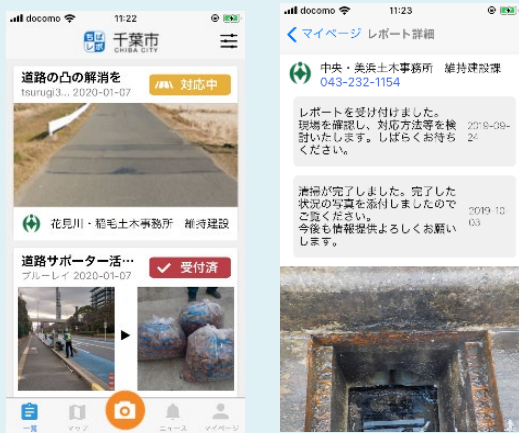 docomo 11:22
ちばレポ 千葉市
CHIBA CITY
道路の凸の解消を
tsurugi3... 2020-01-07
対応中
花見川・稲毛土木事務所 維持建設
道路サポーター活…
ブルーレイ 2020-01-07
受付済
一覧 マップ ニュース マイページ
docomo 11:23
マイページ レポート詳細
中央・美浜土木事務所 維持建設課
043-232-1154
レポートを受け付けました。
現場を確認し、対応方法等を検
討いたします。しばらくお待ち
ください。
2019-09-
24
清掃が完了しました。完了した
状況の写真を添付しましたので
ご覧ください。
今後も情報提供よろしくお願い
します。
2019-10-
03